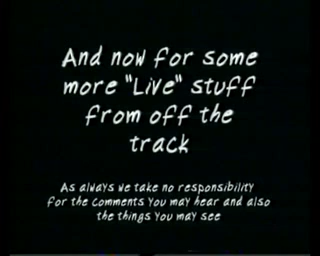 And now for some
more "Live" stuff
from off the
track
As always we take no responsibility
for the comments you may hear and also
the things you may see